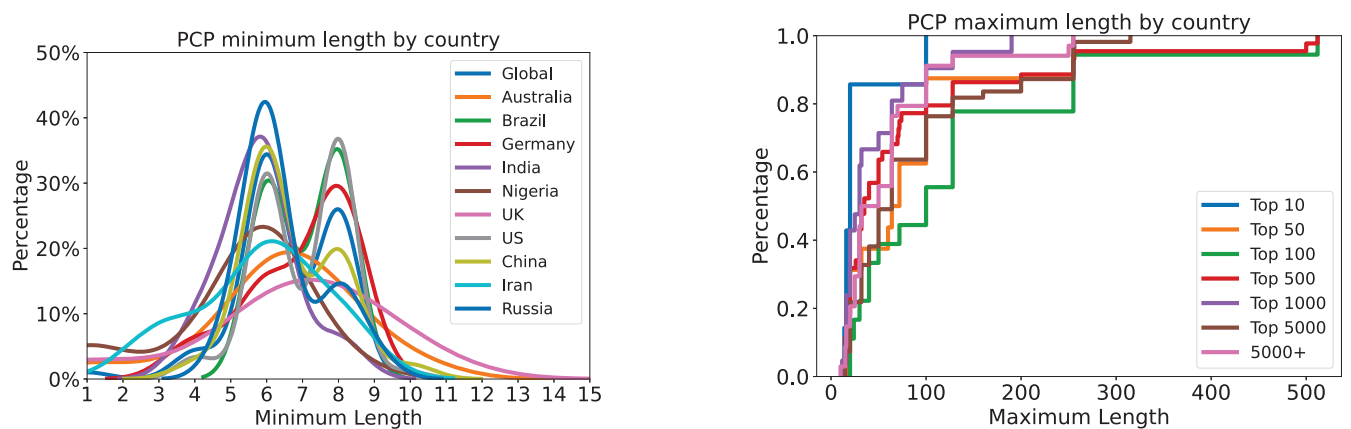 PCP minimum length by country
50%
40%
30%
20%
10%
0%
Percentage
1 2 3 4 5 6 7 8 9 10 11 12 13 14 15
Minimum Length
Global
Australia
Brazil
Germany
India
Nigeria
UK
US
China
Iran
Russia
PCP maximum length by country
1.0
0.8
0.6
0.4
0.2
0.0
Percentage
0 100 200 300 400 500
Maximum Length
Top 10
Top 50
Top 100
Top 500
Top 1000
Top 5000
5000+